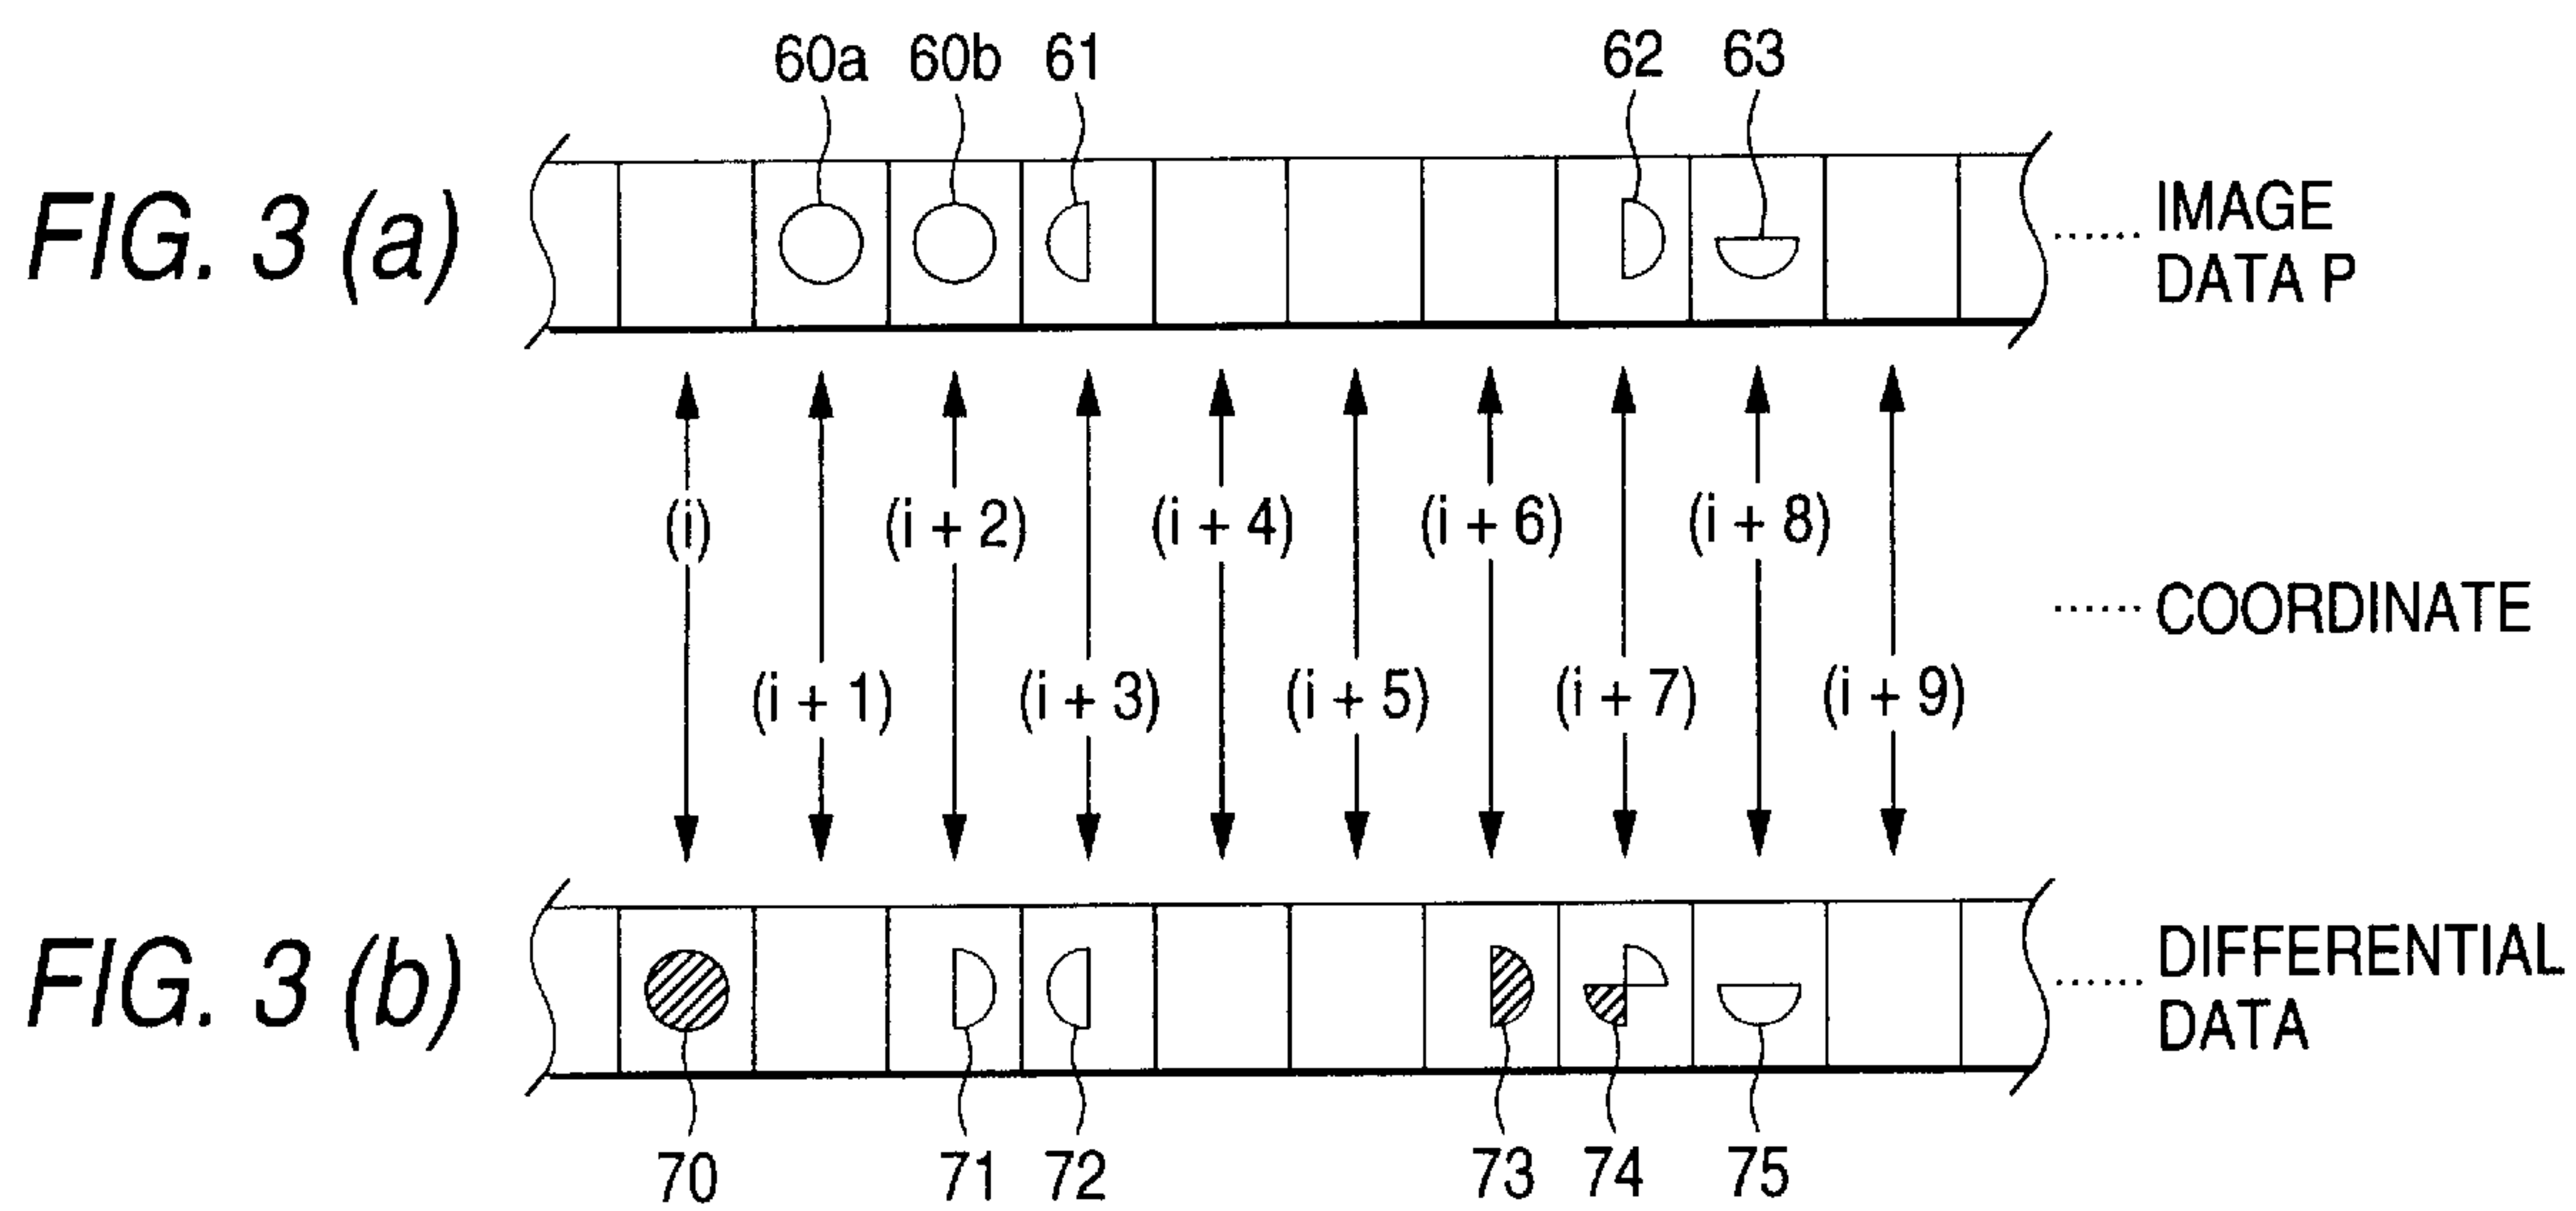 60a 60b 61 62 63
FIG. 3 (a)
IMAGE
DATA P
(i) (i + 2) (i + 4) (i + 6) (i + 8)
COORDINATE
(i + 1) (i + 3) (i + 5) (i + 7) (i + 9)
FIG. 3 (b)
DIFFERENTIAL
DATA
70 71 72 73 74 75